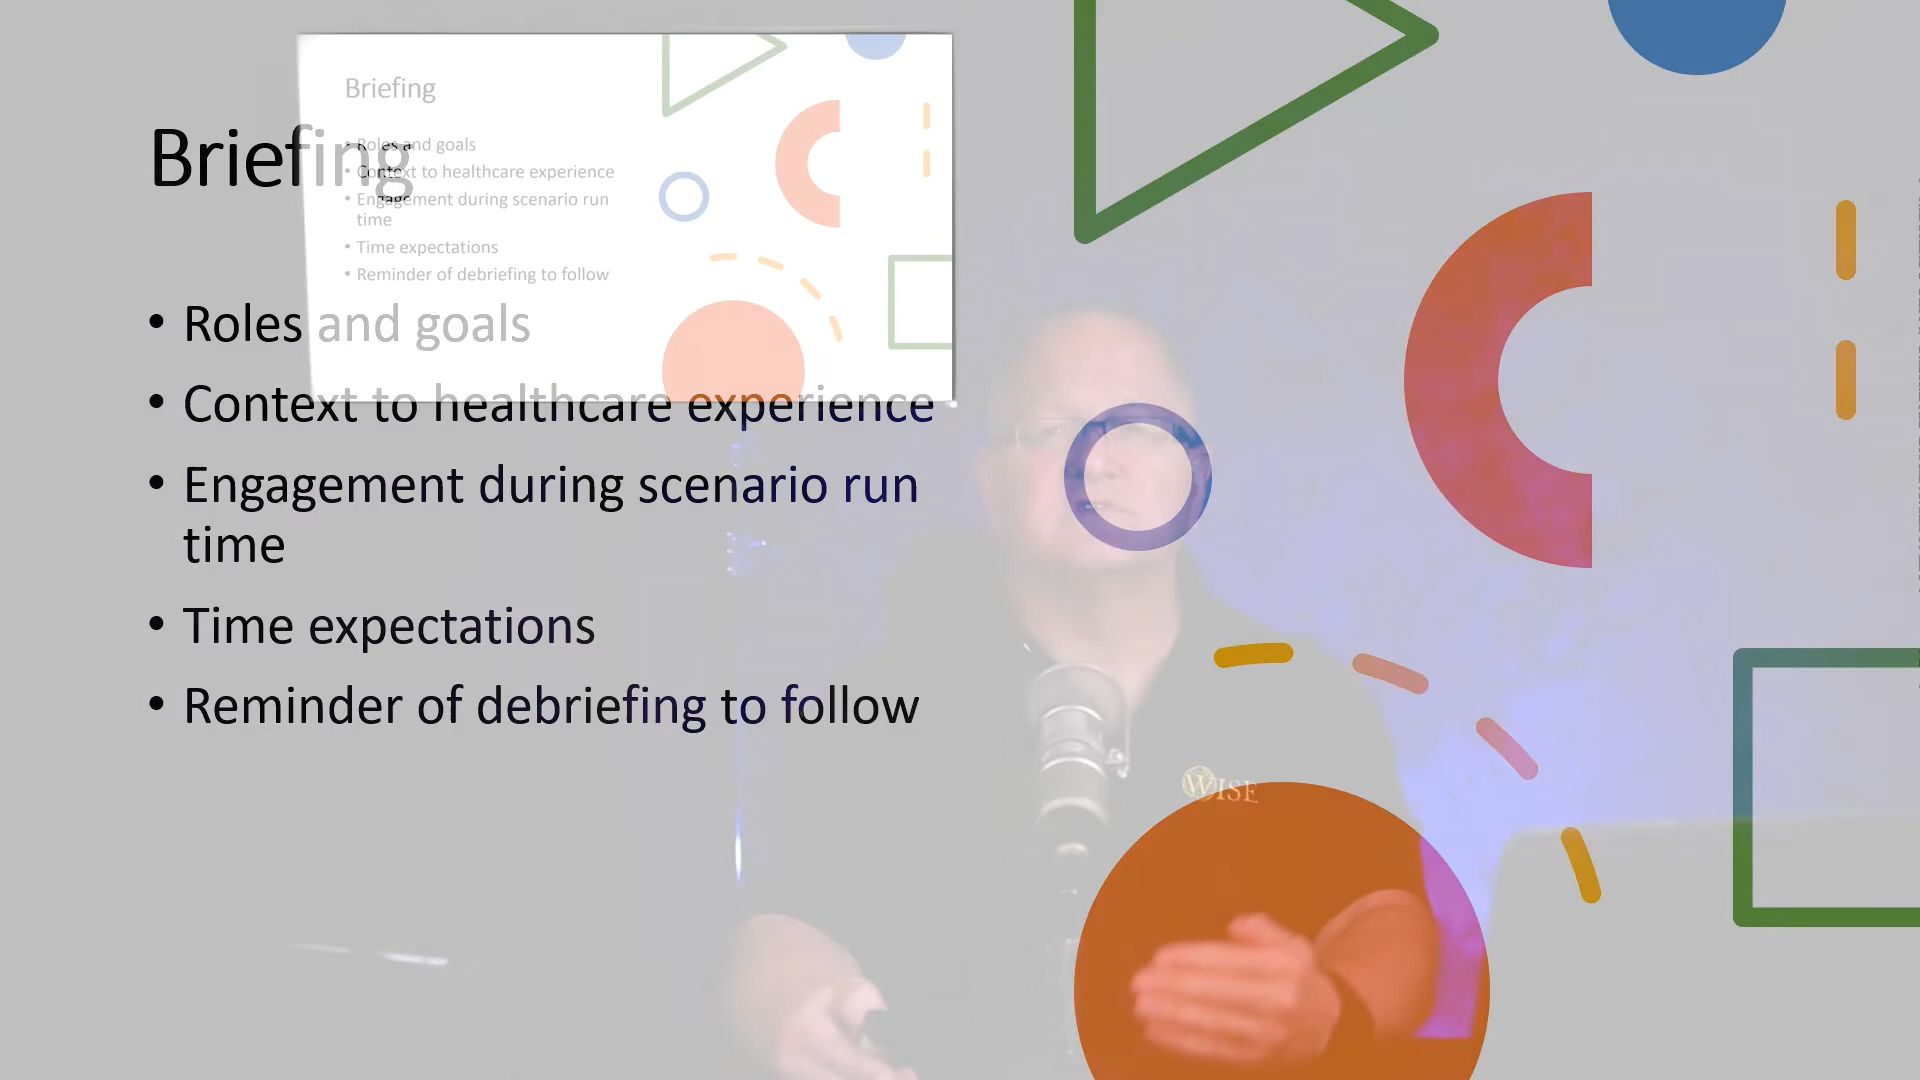 Briefing
• Roles and goals
• Context to healthcare experience
• Engagement during scenario run
time
• Time expectations
• Reminder of debriefing to follow
Briefing
• Roles and goals
• Context to healthcare experience
• Engagement during scenario run
time
• Time expectations
• Reminder of debriefing to follow
WISE